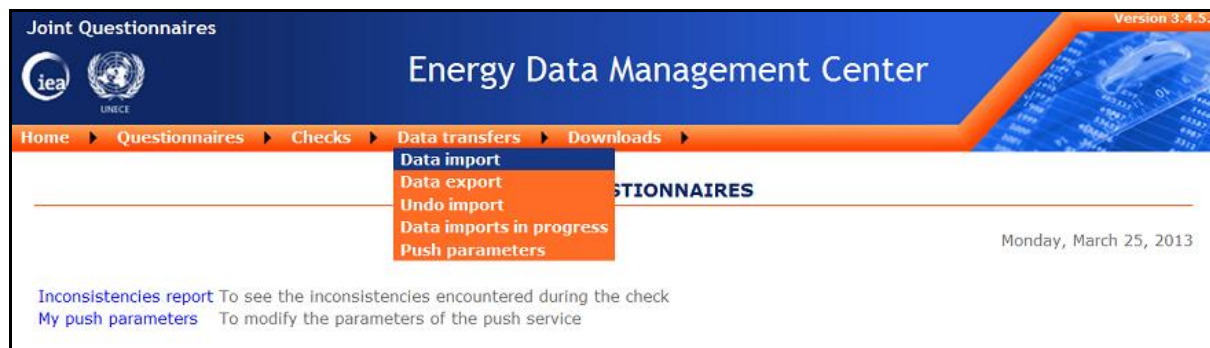 Joint Questionnaires
Version 3.4.5.
iea
UNECE
Energy Data Management Center
Home Questionnaires Checks Data transfers Downloads
Data import
Data export
Undo import
Data imports in progress
Push parameters
STIONNAIRES
Monday, March 25, 2013
Inconsistencies report To see the inconsistencies encountered during the check
My push parameters To modify the parameters of the push service